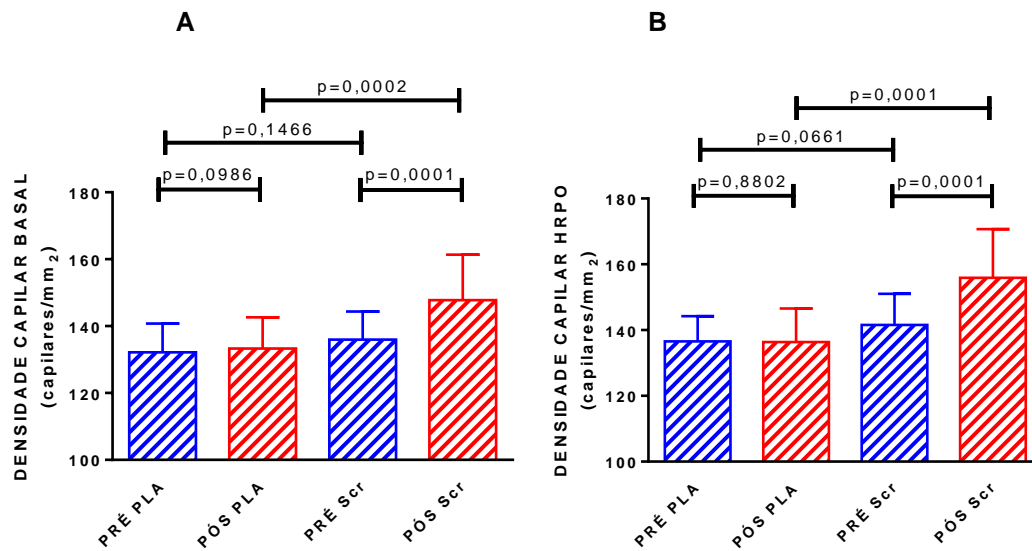 A
p=0,0002
p=0,1466
p=0,0986
p=0,0001
DENSIDADE CAPILAR BASAL
(capilares/mm2)
180
160
140
120
100
PRÉ PLA
PÓS PLA
PRÉ Scr
PÓS Scr
B
p=0,0001
p=0,0661
p=0,8802
p=0,0001
DENSIDADE CAPILAR HRPO
(capilares/mm2)
180
160
140
120
100
PRÉ PLA
PÓS PLA
PRÉ Scr
PÓS Scr